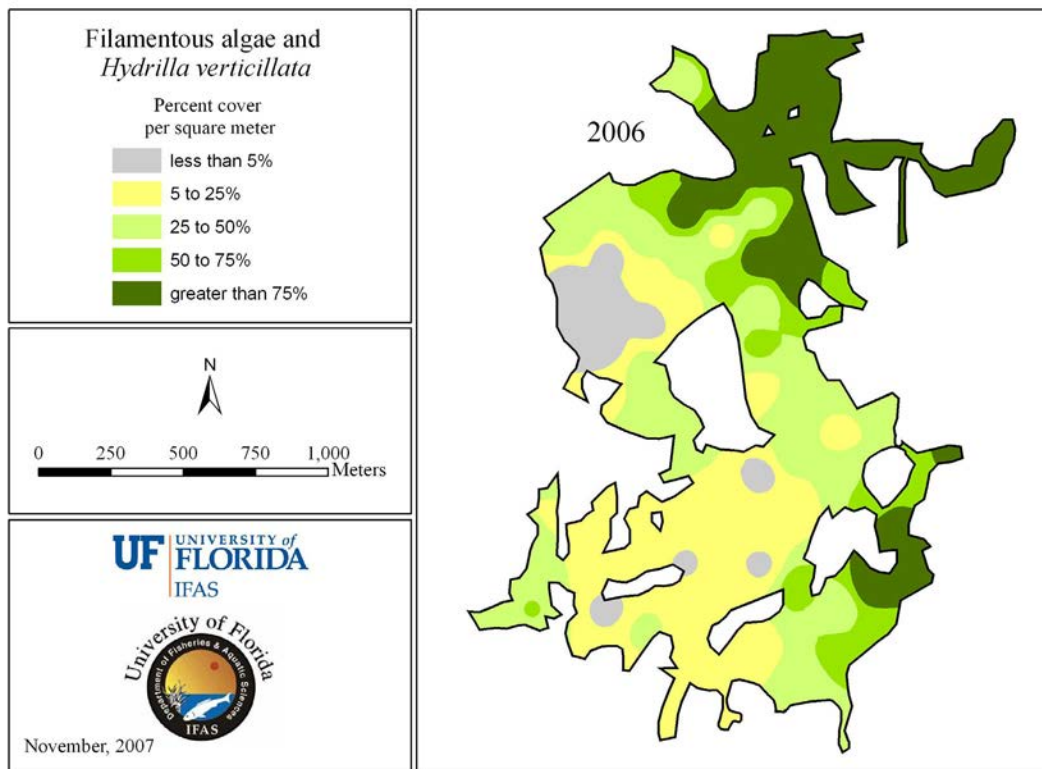 Filamentous algae and
Hydrilla verticillata
Percent cover
per square meter
less than 5%
5 to 25%
25 to 50%
50 to 75%
greater than 75%
N
0 250 500 750 1,000
Meters
UF UNIVERSITY of
FLORIDA
IFAS
University of Florida
Department of Fisheries & Aquatic Sciences
IFAS
November, 2007
2006